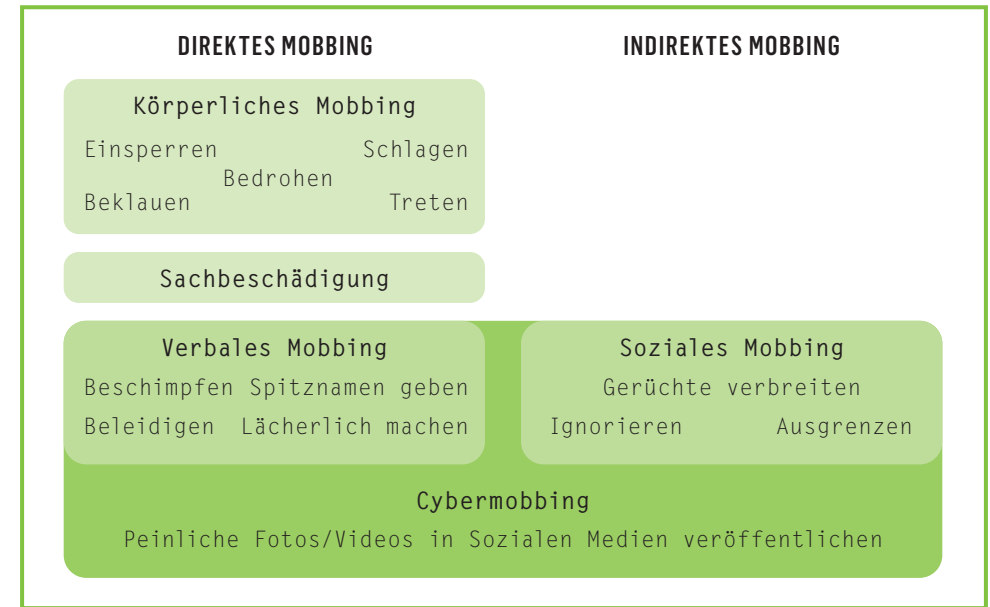 DIREKTES MOBBING
INDIREKTES MOBBING
Körperliches Mobbing
Einsperren Schlagen
Bedrohen
Beklauen Treten
Sachbeschädigung
Verbales Mobbing
Beschimpfen Spitznamen geben
Beleidigen Lächerlich machen
Soziales Mobbing
Gerüchte verbreiten
Ignorieren Ausgrenzen
Cybermobbing
Peinliche Fotos/Videos in Sozialen Medien veröffentlichen